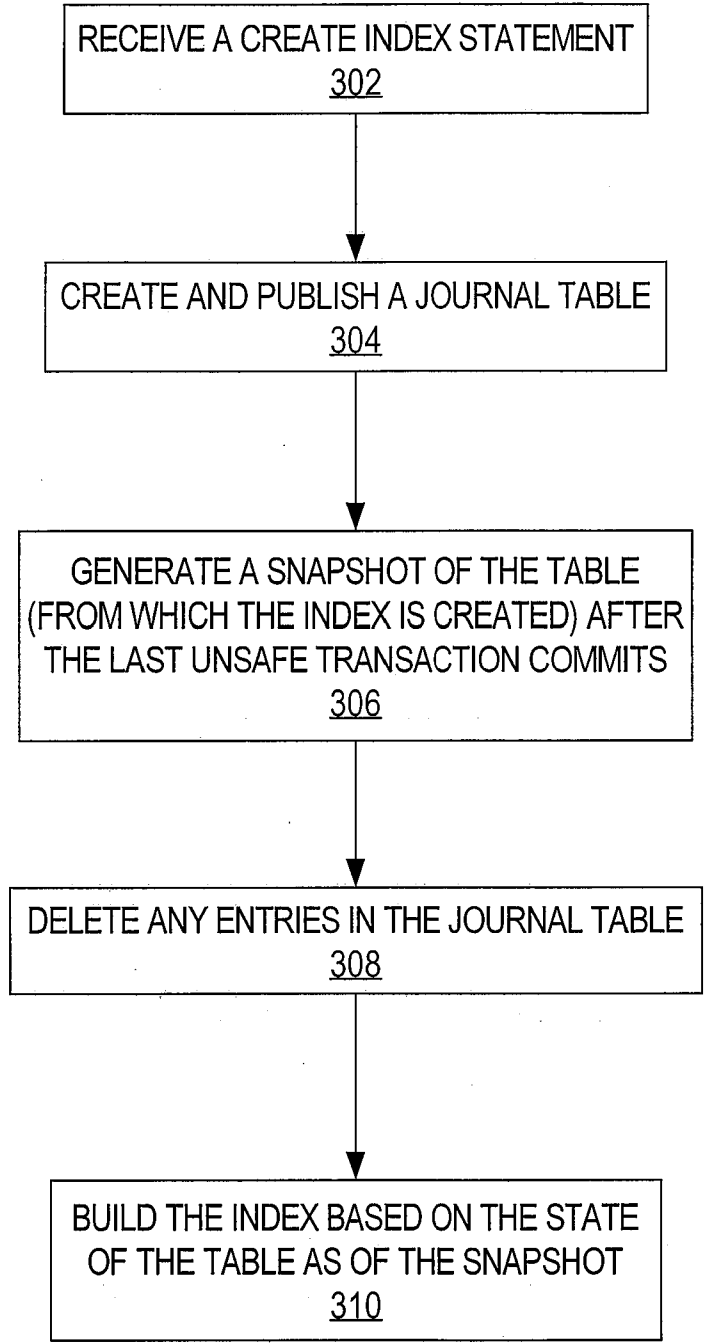 RECEIVE A CREATE INDEX STATEMENT
302
CREATE AND PUBLISH A JOURNAL TABLE
304
GENERATE A SNAPSHOT OF THE TABLE
(FROM WHICH THE INDEX IS CREATED) AFTER
THE LAST UNSAFE TRANSACTION COMMITS
306
DELETE ANY ENTRIES IN THE JOURNAL TABLE
308
BUILD THE INDEX BASED ON THE STATE
OF THE TABLE AS OF THE SNAPSHOT
310